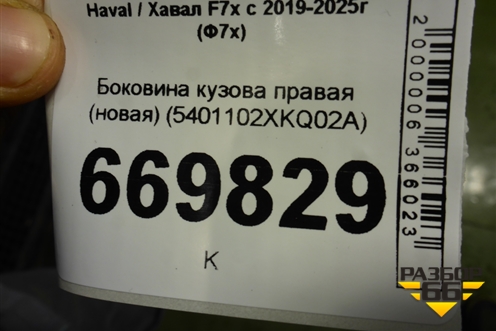 Haval / Хавал F7x с 2019-2025г
(Ф7х)
Боковина кузова правая
(новая) (5401102XKQ02A)
669829
К
2000006366023
РАЗБОР
66